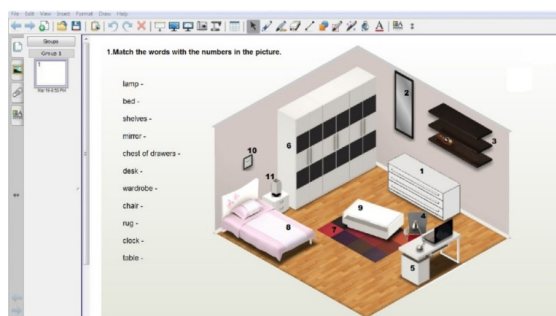 File Edit View Insert Format Draw Help
Groups
Group 1
1
1.Match the words with the numbers in the picture.
lamp -
bed -
shelves -
mirror -
chest of drawers -
desk -
wardrobe -
chair -
rug -
clock -
table -
2
3
10
6
1
11
9
4
7
8
5